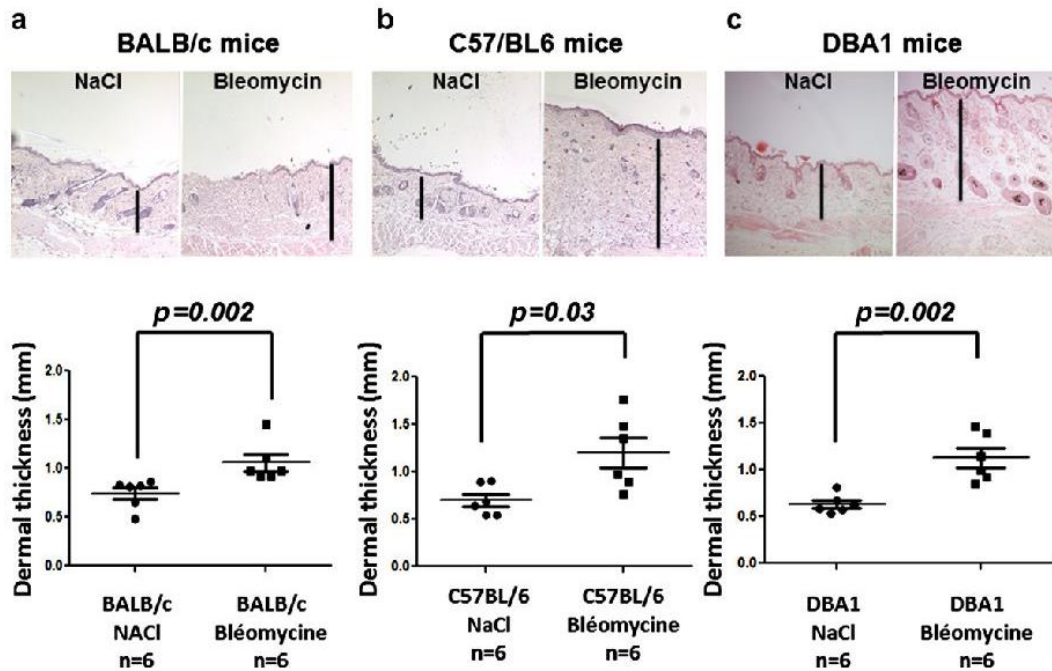 a
BALB/c mice
NaCl
Bleomycin
b
C57/BL6 mice
NaCl
Bleomycin
c
DBA1 mice
NaCl
Bleomycin
p=0.002
Dermal thickness (mm)
2.0
1.5
1.0
0.5
0.0
BALB/c
NACl
n=6
BALB/c
Bléomycine
n=6
p=0.03
Dermal thickness (mm)
2.0
1.5
1.0
0.5
0.0
C57BL/6
NaCl
n=6
C57BL/6
Bléomycine
n=6
p=0.002
Dermal thickness (mm)
2.0
1.5
1.0
0.5
0.0
DBA1
NaCl
n=6
DBA1
Bléomycine
n=6